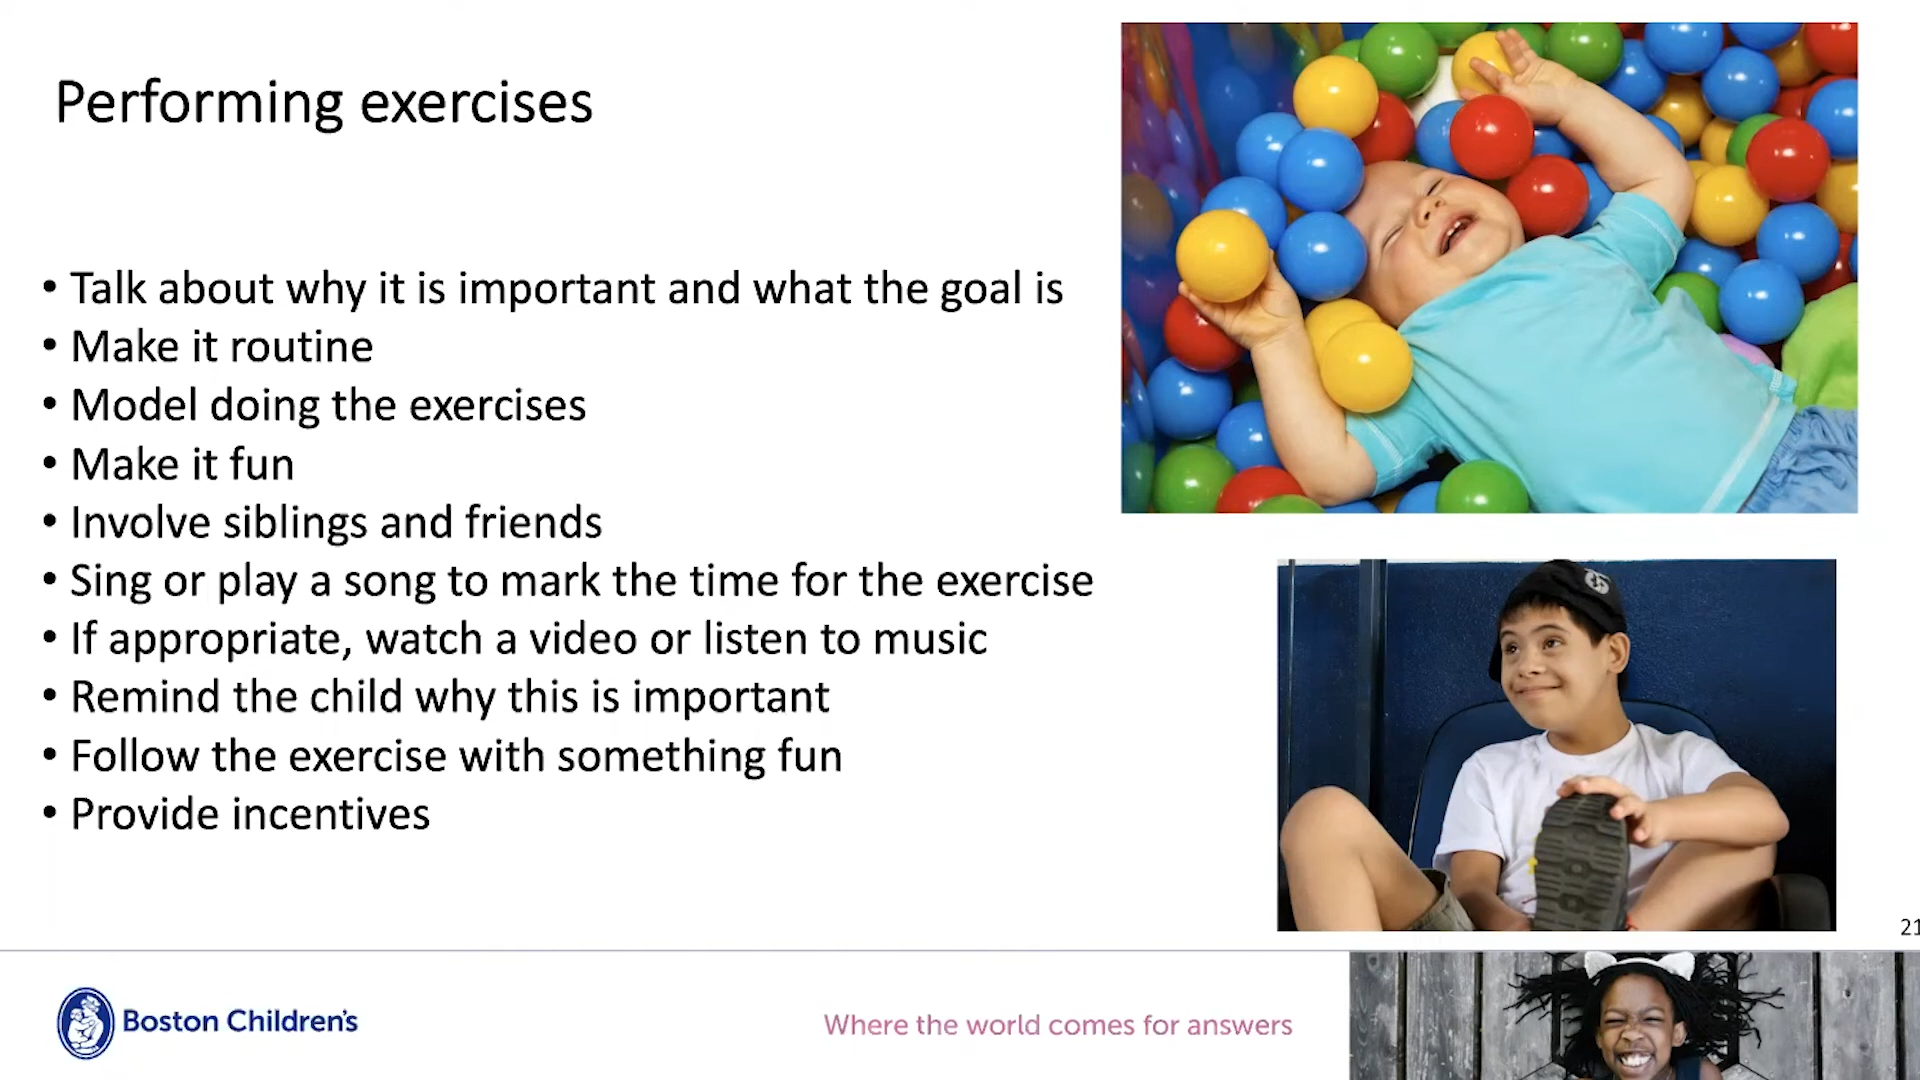 Performing exercises
• Talk about why it is important and what the goal is
• Make it routine
• Model doing the exercises
• Make it fun
• Involve siblings and friends
• Sing or play a song to mark the time for the exercise
• If appropriate, watch a video or listen to music
• Remind the child why this is important
• Follow the exercise with something fun
• Provide incentives
21
Boston Children's
Where the world comes for answers